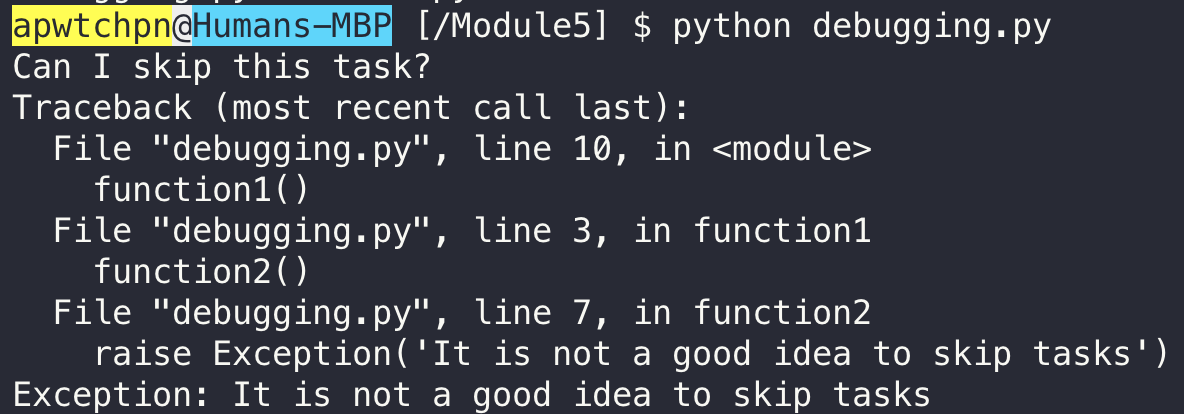 apwtchpn@Humans-MBP [/Module5] $ python debugging.py
Can I skip this task?
Traceback (most recent call last):
  File "debugging.py", line 10, in <module>
    function1()
  File "debugging.py", line 3, in function1
    function2()
  File "debugging.py", line 7, in function2
    raise Exception('It is not a good idea to skip tasks')
Exception: It is not a good idea to skip tasks